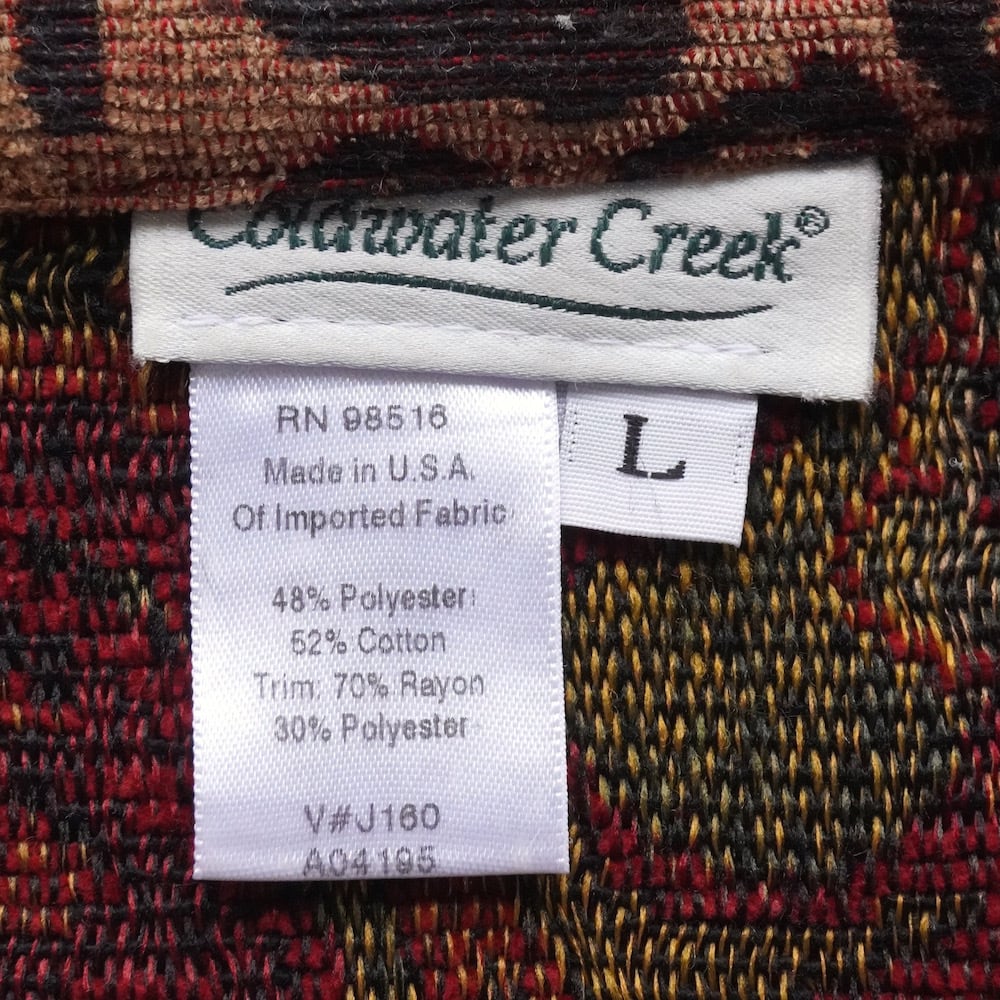 Coldwater Creek®
L
RN 98516
Made in U.S.A.
Of Imported Fabric
48% Polyester
52% Cotton
Trim: 70% Rayon
30% Polyester
V#J160
A04195